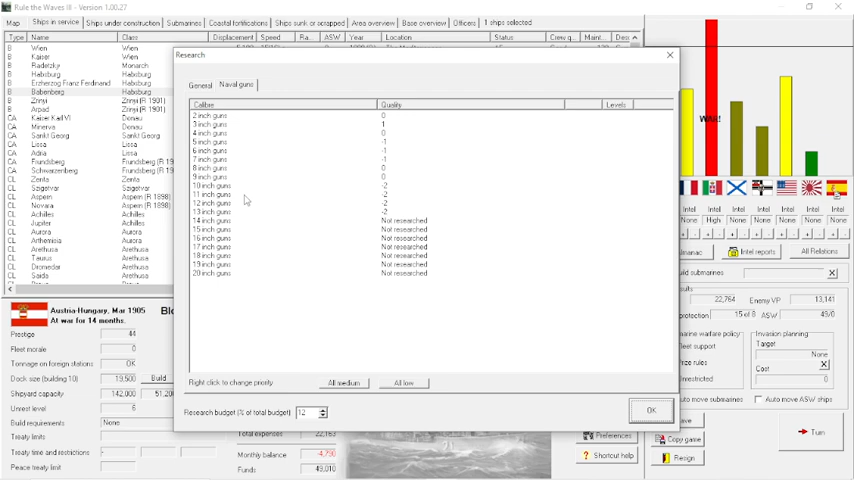 Rule the Waves III - Version 1.00.27
Map Ships in service Ships under construction Submarines Coastal fortifications Ships sunk or scrapped Area overview Base overview Officers 1 ships selected
Type Name Class Displacement Speed Ra... ASW Year Location Status Crew q... Maint...
B Wien Wien
B Kaiser Wien
B Radetzky Monarch
B Habsburg Habsburg
B Erzherzog Franz Ferdinand Habsburg
B Babenberg Habsburg
B Zrinyi Zrinyi (R 1901)
B Arpad Zrinyi (R 1901)
CA Kaiser Karl VI Donau
CA Minerva Donau
CA Sankt Georg Sankt Georg
CA Lissa Lissa
CA Adria Lissa
CA Frundsberg Frundsberg
CA Schwarzenberg Frundsberg (R 19
CL Zenta Zenta
CL Szigetvar Zenta
CL Aspern Aspern (R 1898)
CL Novara Aspern (R 1898)
CL Achilles Achilles
CL Jupiter Achilles
CL Aurora Aurora
CL Arthemisia Aurora
CL Arethusa Arethusa
CL Taurus Arethusa
CL Dromedar Arethusa
CL Saida Arethusa
Research
General Naval guns
Calibre Quality Levels
2 inch guns 0
3 inch guns 1
4 inch guns 0
5 inch guns -1
6 inch guns -1
7 inch guns -1
8 inch guns 0
9 inch guns 0
10 inch guns -2
11 inch guns -2
12 inch guns -2
13 inch guns -2
14 inch guns Not researched
15 inch guns Not researched
16 inch guns Not researched
17 inch guns Not researched
18 inch guns Not researched
19 inch guns Not researched
20 inch guns Not researched
Right click to change priority All medium All low
Research budget (% of total budget) 12
OK
WAR!
Intel Intel Intel Intel Intel Intel Intel
None High None None None None None
Intel reports All Relations
22,764 Enemy VP 13,141
15 of 8 ASW 49/0
Invasion planning
Fleet support Target
None
Prize rules Cost
0
Auto move submarines Auto move ASW ships
Copy game
Resign
Turn
Austria-Hungary, Mar 1905
At war for 14 months.
Prestige 44
Fleet morale 0
Tonnage on foreign stations OK
Dock size (building 10) 19,500 Build
Shipyard capacity 142,000
Unrest level 6
Build requirements None
Treaty limits
Treaty time and restrictions -
Peace treaty limit
Total expenses 22,163
Monthly balance -4,790
Funds 49,010
Preferences
Shortcut help